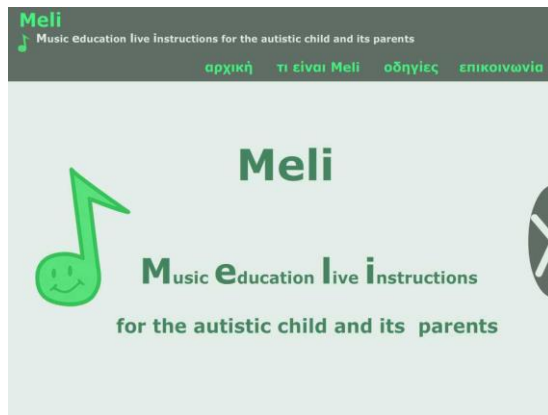 Meli
Music education live instructions for the autistic child and its parents
αρχική τι είναι Meli οδηγίες επικοινωνία
Meli
Music education live instructions
for the autistic child and its parents